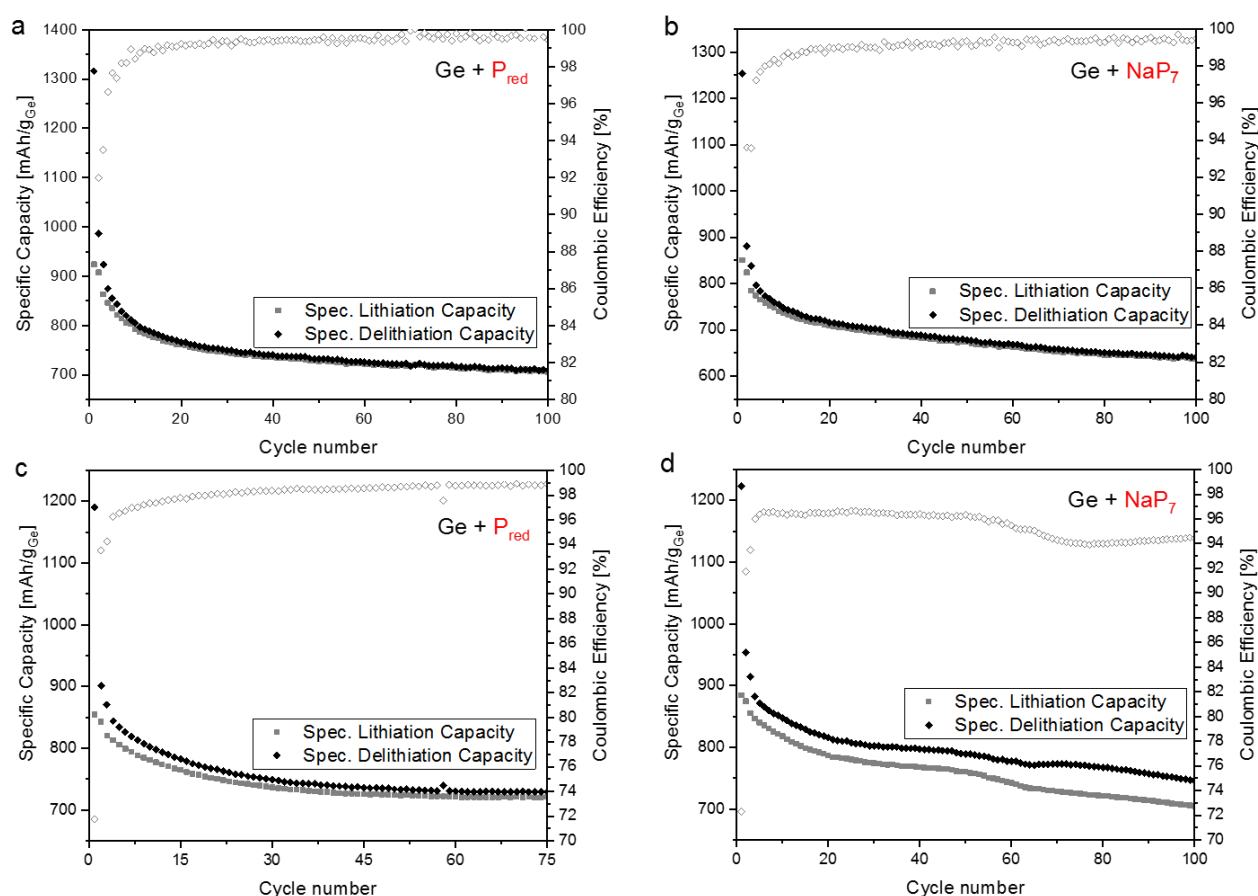 a
Ge + P_red
Specific Capacity [mAh/g_Ge]
1400
1300
1200
1100
1000
900
800
700
100
98
96
94
92
90
88
86
84
82
80
Coulombic Efficiency [%]
Spec. Lithiation Capacity
Spec. Delithiation Capacity
0 20 40 60 80 100
Cycle number
b
Ge + NaP_7
Specific Capacity [mAh/g_Ge]
1300
1200
1100
1000
900
800
700
600
100
98
96
94
92
90
88
86
84
82
80
Coulombic Efficiency [%]
Spec. Lithiation Capacity
Spec. Delithiation Capacity
0 20 40 60 80 100
Cycle number
c
Ge + P_red
Specific Capacity [mAh/g_Ge]
1200
1100
1000
900
800
700
100
98
96
94
92
90
88
86
84
82
80
78
76
74
72
70
Coulombic Efficiency [%]
Spec. Lithiation Capacity
Spec. Delithiation Capacity
0 15 30 45 60 75
Cycle number
d
Ge + NaP_7
Specific Capacity [mAh/g_Ge]
1200
1100
1000
900
800
700
100
98
96
94
92
90
88
86
84
82
80
78
76
74
72
70
Coulombic Efficiency [%]
Spec. Lithiation Capacity
Spec. Delithiation Capacity
0 20 40 60 80 100
Cycle number